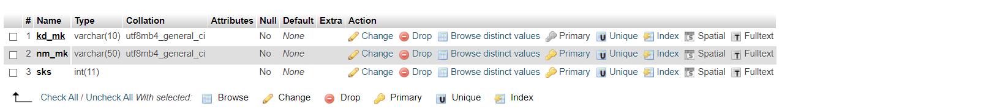 # Name Type Collation Attributes Null Default Extra Action
1 kd_mk varchar(10) utf8mb4_general_ci No None Change Drop Browse distinct values Primary Unique Index Spatial Fulltext
2 nm_mk varchar(50) utf8mb4_general_ci No None Change Drop Browse distinct values Primary Unique Index Spatial Fulltext
3 sks int(11) No None Change Drop Browse distinct values Primary Unique Index Spatial Fulltext
Check All / Uncheck All With selected: Browse Change Drop Primary Unique Index